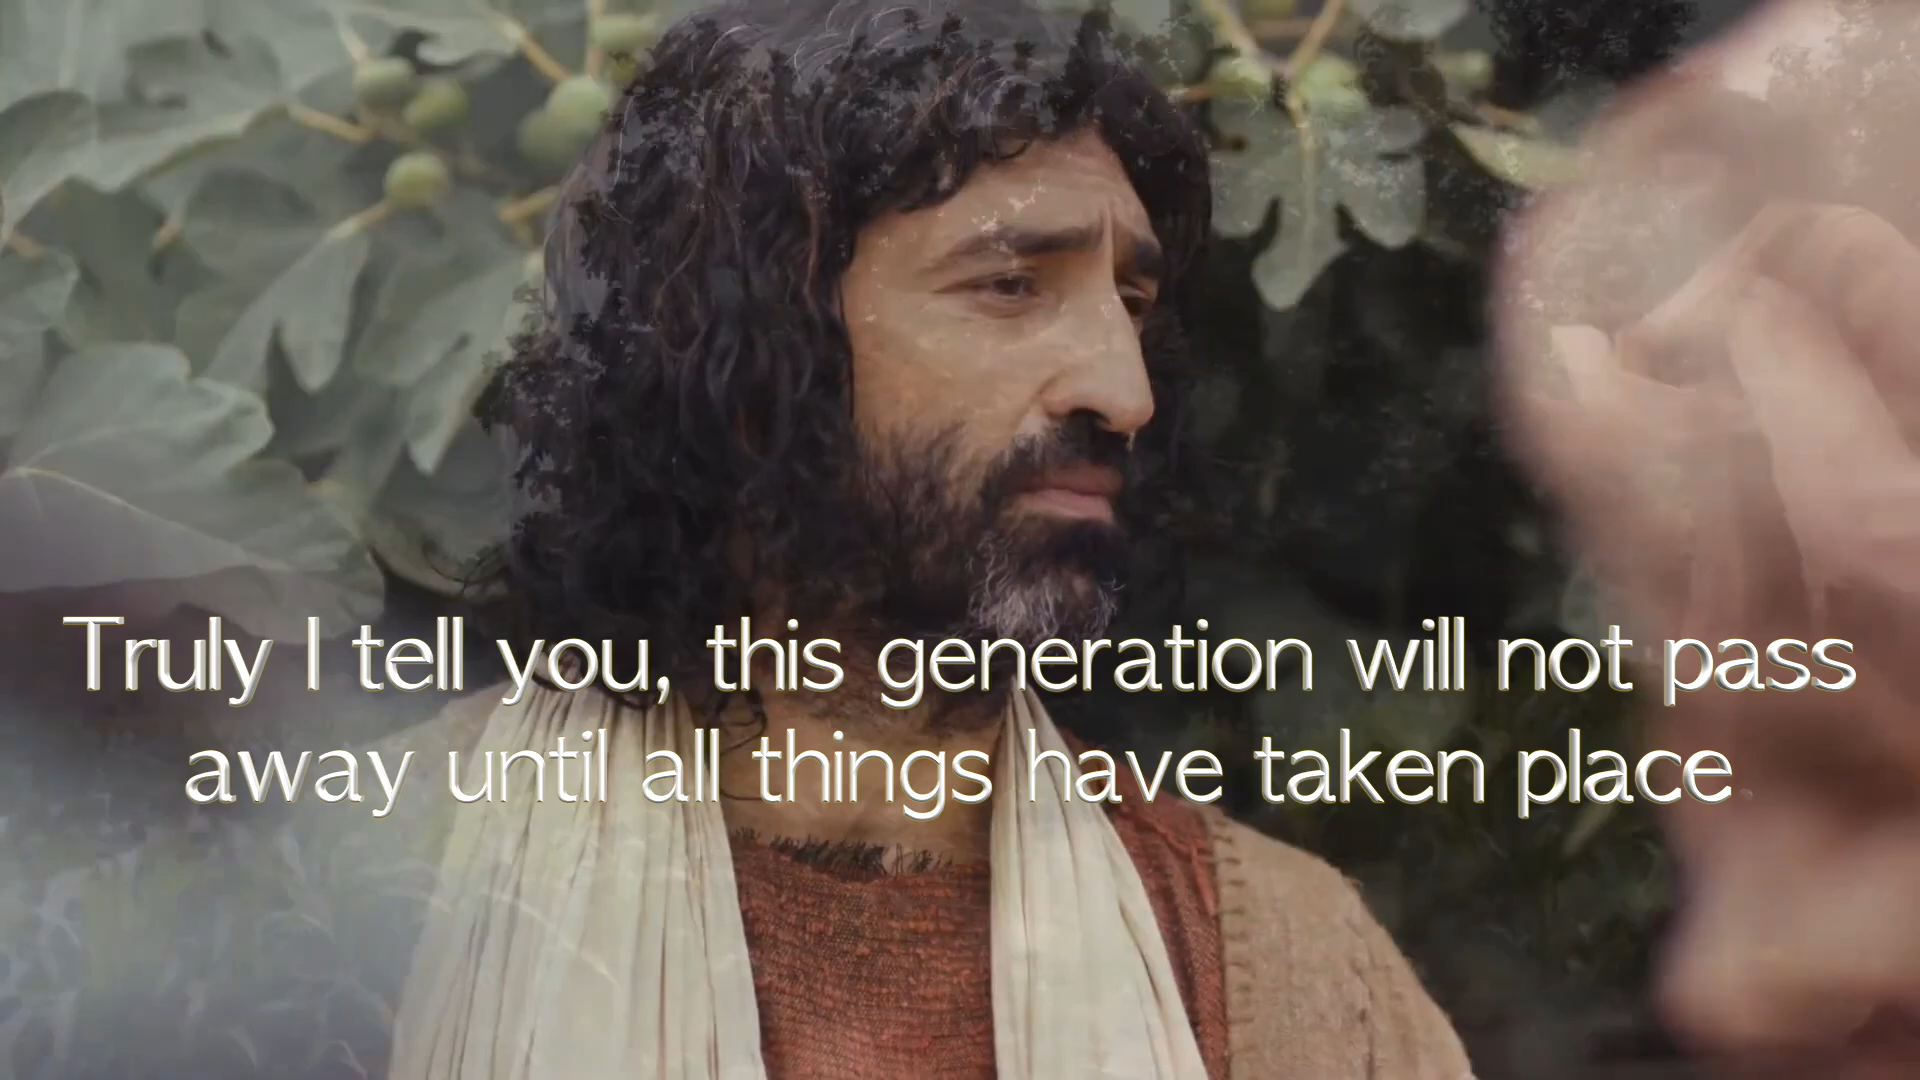 Truly I tell you, this generation will not pass
away until all things have taken place